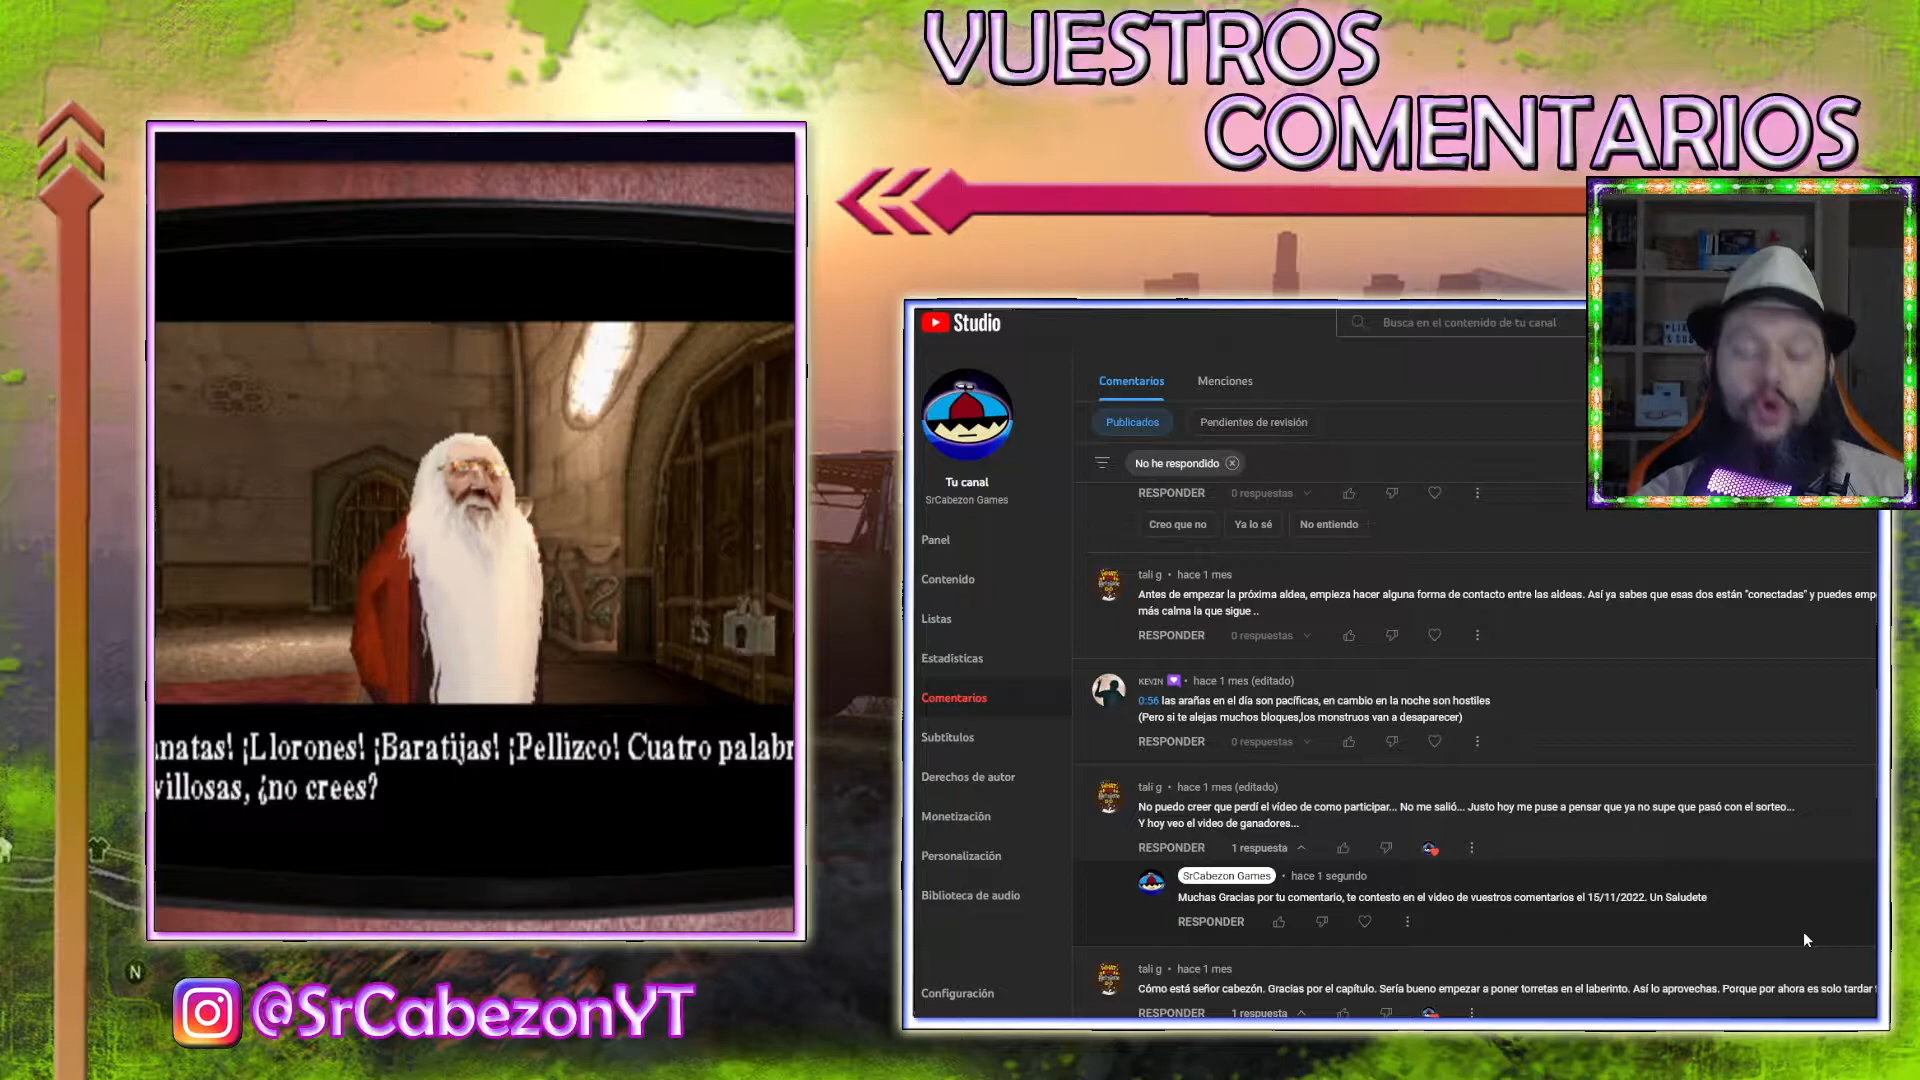 VUESTROS
COMENTARIOS
¡Llorones! ¡Baratijas! ¡Pellizco! Cuatro
¿no crees?
@SrCabezonYT
N
Studio
Busca en el contenido de tu canal
Tu canal
SrCabezon Games
Panel
Contenido
Listas
Estadísticas
Comentarios
Subtítulos
Derechos de autor
Monetización
Personalización
Biblioteca de audio
Configuración
Comentarios Menciones
Publicados Pendientes de revisión
No he respondido
RESPONDER 0 respuestas
Creo que no Ya lo sé No entiendo
tali g • hace 1 mes
Antes de empezar la próxima aldea, empieza hacer alguna forma de contacto entre las aldeas. Así ya sabes que esas dos están "conectadas" y puedes emp
más calma la que sigue ..
RESPONDER 0 respuestas
KEVIN • hace 1 mes (editado)
0:56 las arañas en el día son pacíficas, en cambio en la noche son hostiles
(Pero si te alejas muchos bloques,los monstruos van a desaparecer)
RESPONDER 0 respuestas
tali g • hace 1 mes (editado)
No puedo creer que perdí el vídeo de como participar... No me salió... Justo hoy me puse a pensar que ya no supe que pasó con el sorteo...
Y hoy veo el video de ganadores...
RESPONDER 1 respuesta
SrCabezon Games • hace 1 segundo
Muchas Gracias por tu comentario, te contesto en el video de vuestros comentarios el 15/11/2022. Un Saludete
RESPONDER
tali g • hace 1 mes
Cómo está señor cabezón. Gracias por el capítulo. Sería bueno empezar a poner torretas en el laberinto. Así lo aprovechas. Porque por ahora es solo tardar
RESPONDER 1 respuesta